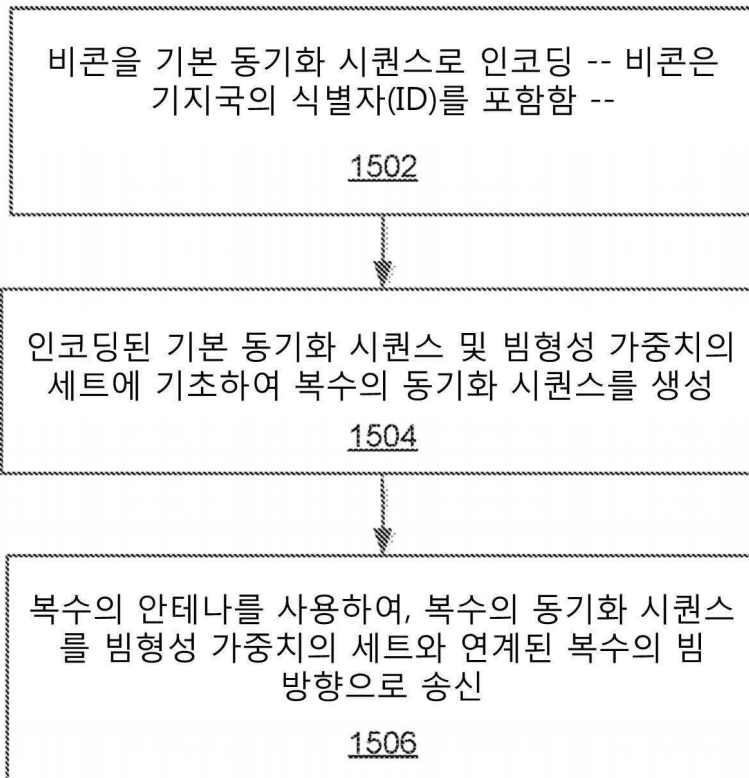 비콘을 기본 동기화 시퀀스로 인코딩 -- 비콘은
기지국의 식별자(ID)를 포함함 --
1502
인코딩된 기본 동기화 시퀀스 및 빔형성 가중치의
세트에 기초하여 복수의 동기화 시퀀스를 생성
1504
복수의 안테나를 사용하여, 복수의 동기화 시퀀스
를 빔형성 가중치의 세트와 연계된 복수의 빔
방향으로 송신
1506